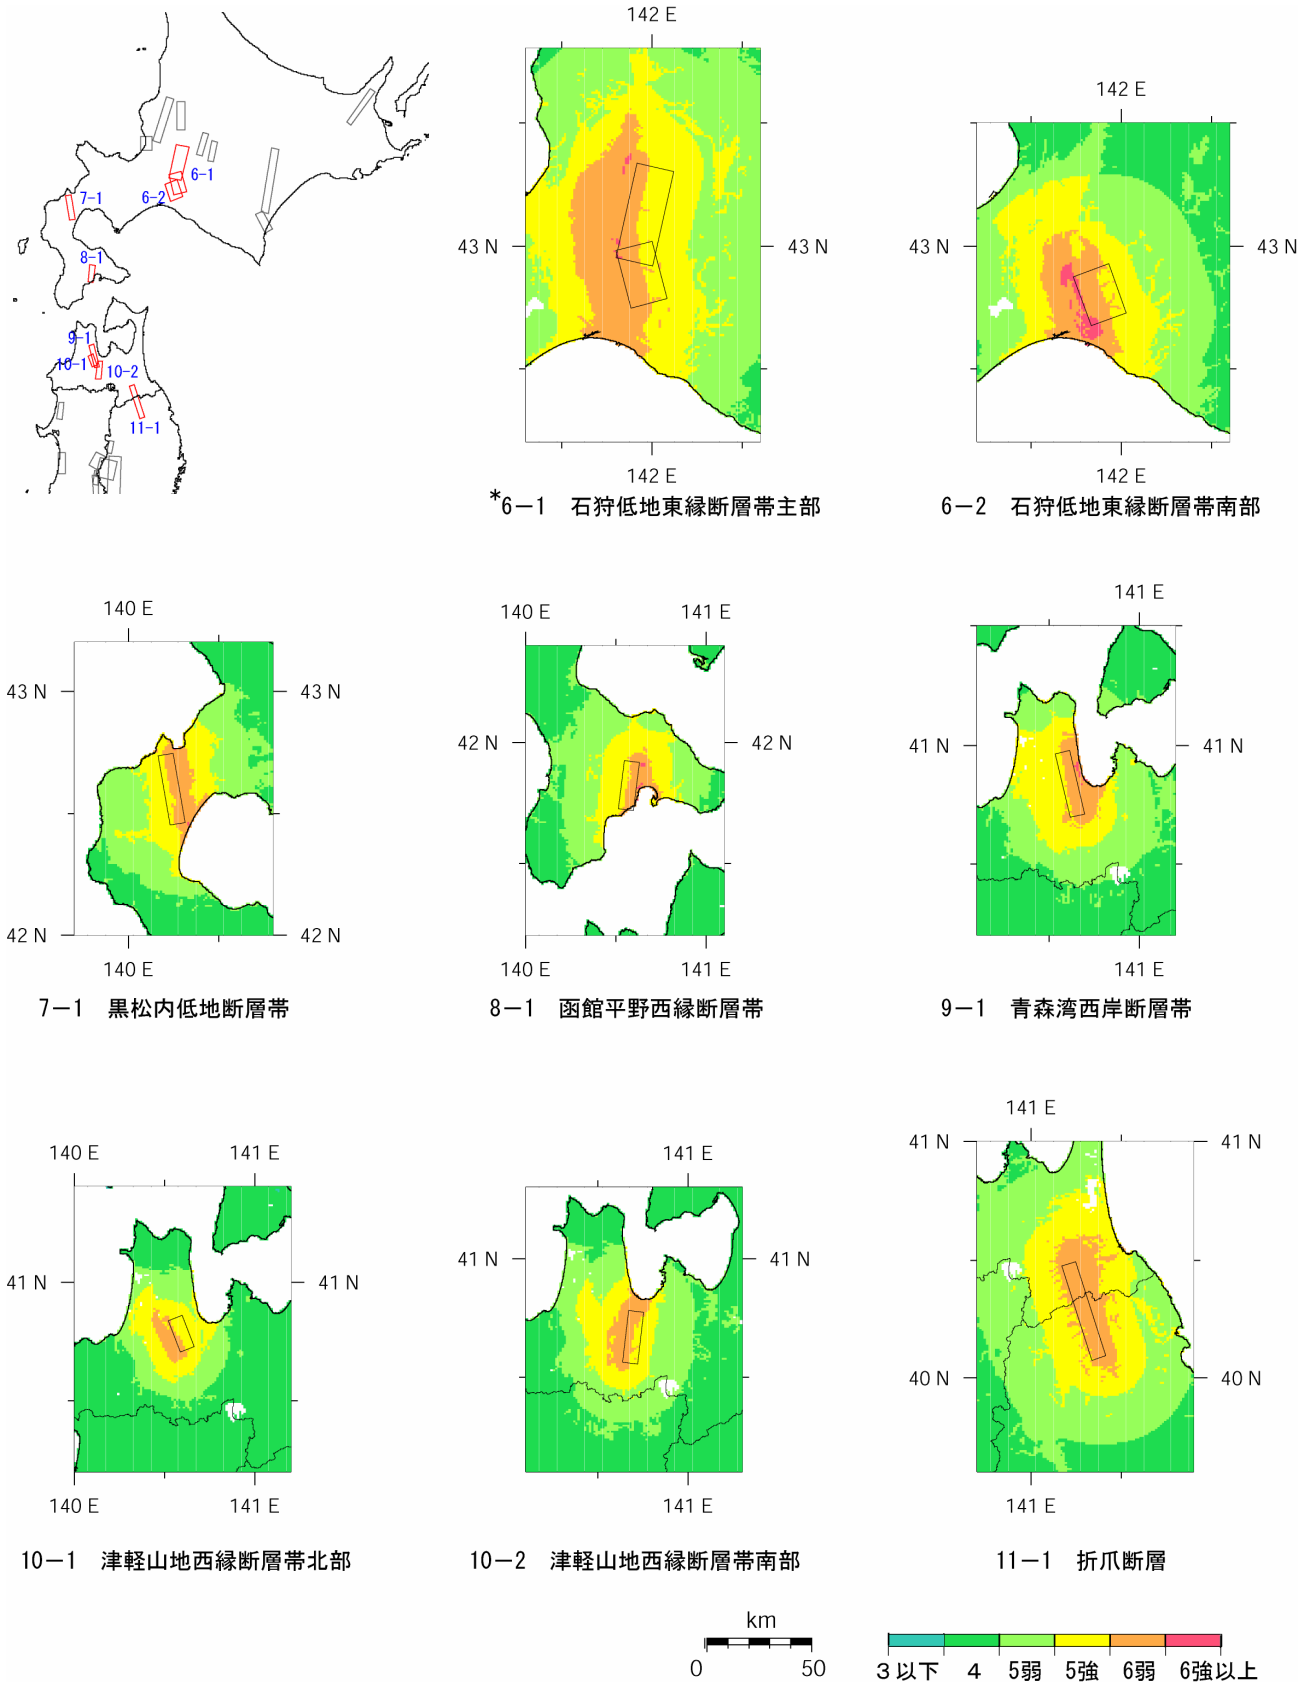 6-1
6-2
7-1
8-1
9-1
10-1
10-2
11-1
142 E
43 N
142 E
*6−1 石狩低地東縁断層帯主部
142 E
43 N
142 E
6−2 石狩低地東縁断層帯南部
140 E
43 N 43 N
42 N 42 N
140 E
7−1 黒松内低地断層帯
140 E 141 E
42 N 42 N
140 E 141 E
8−1 函館平野西縁断層帯
141 E
41 N 41 N
141 E
9−1 青森湾西岸断層帯
140 E 141 E
41 N 41 N
140 E 141 E
10−1 津軽山地西縁断層帯北部
141 E
41 N 41 N
141 E
10−2 津軽山地西縁断層帯南部
141 E
41 N 41 N
40 N 40 N
141 E
11−1 折爪断層
km
0 50
３以下 ４ 5弱 5強 6弱 6強以上